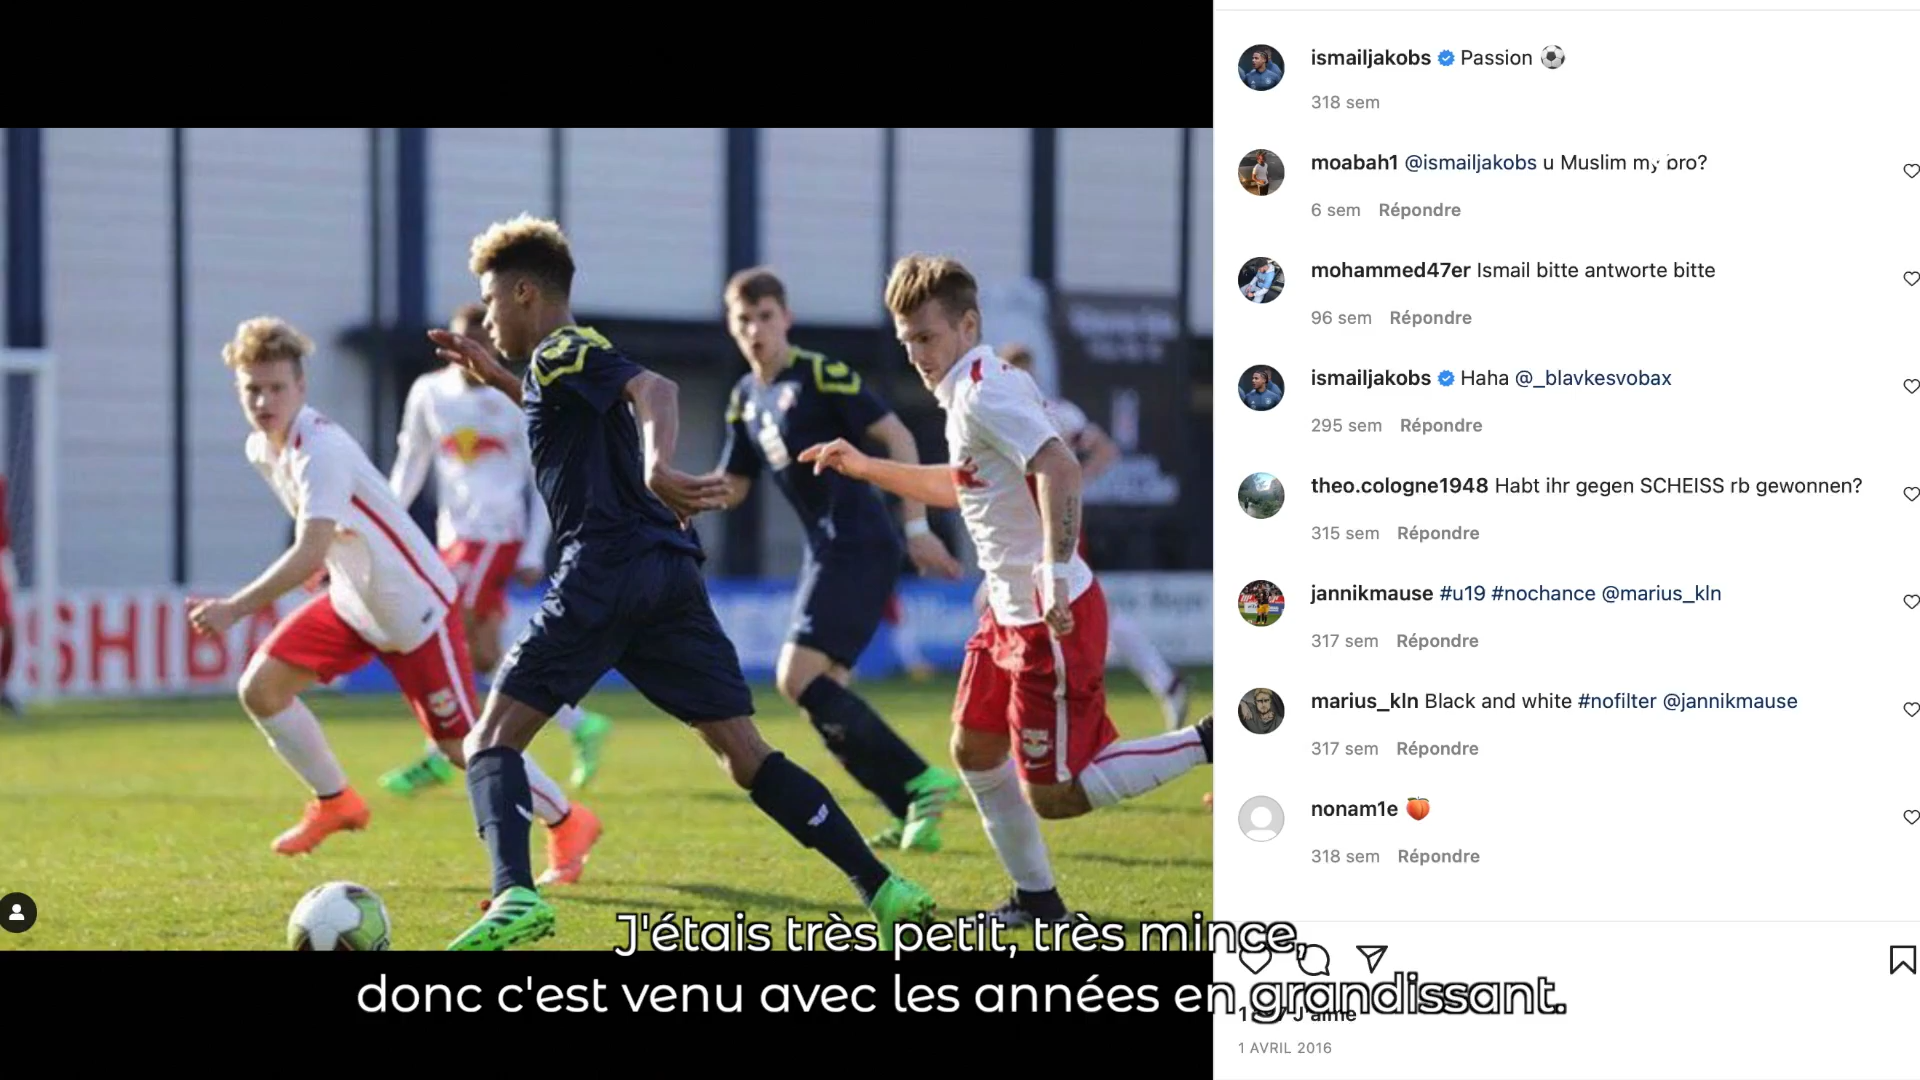 ismailjakobs Passion ⚽
318 sem
moabah1 @ismailjakobs u Muslim my bro?
6 sem Répondre
mohammed47er Ismail bitte antworte bitte
96 sem Répondre
ismailjakobs Haha @_blavkesvobax
295 sem Répondre
theo.cologne1948 Habt ihr gegen SCHEISS rb gewonnen?
315 sem Répondre
jannikmause #u19 #nochance @marius_kln
317 sem Répondre
marius_kln Black and white #nofilter @jannikmause
317 sem Répondre
nonam1e 🍑
318 sem Répondre
SHIBA
J'étais très petit, très mince,
donc c'est venu avec les années en grandissant.
J'aime
1 AVRIL 2016